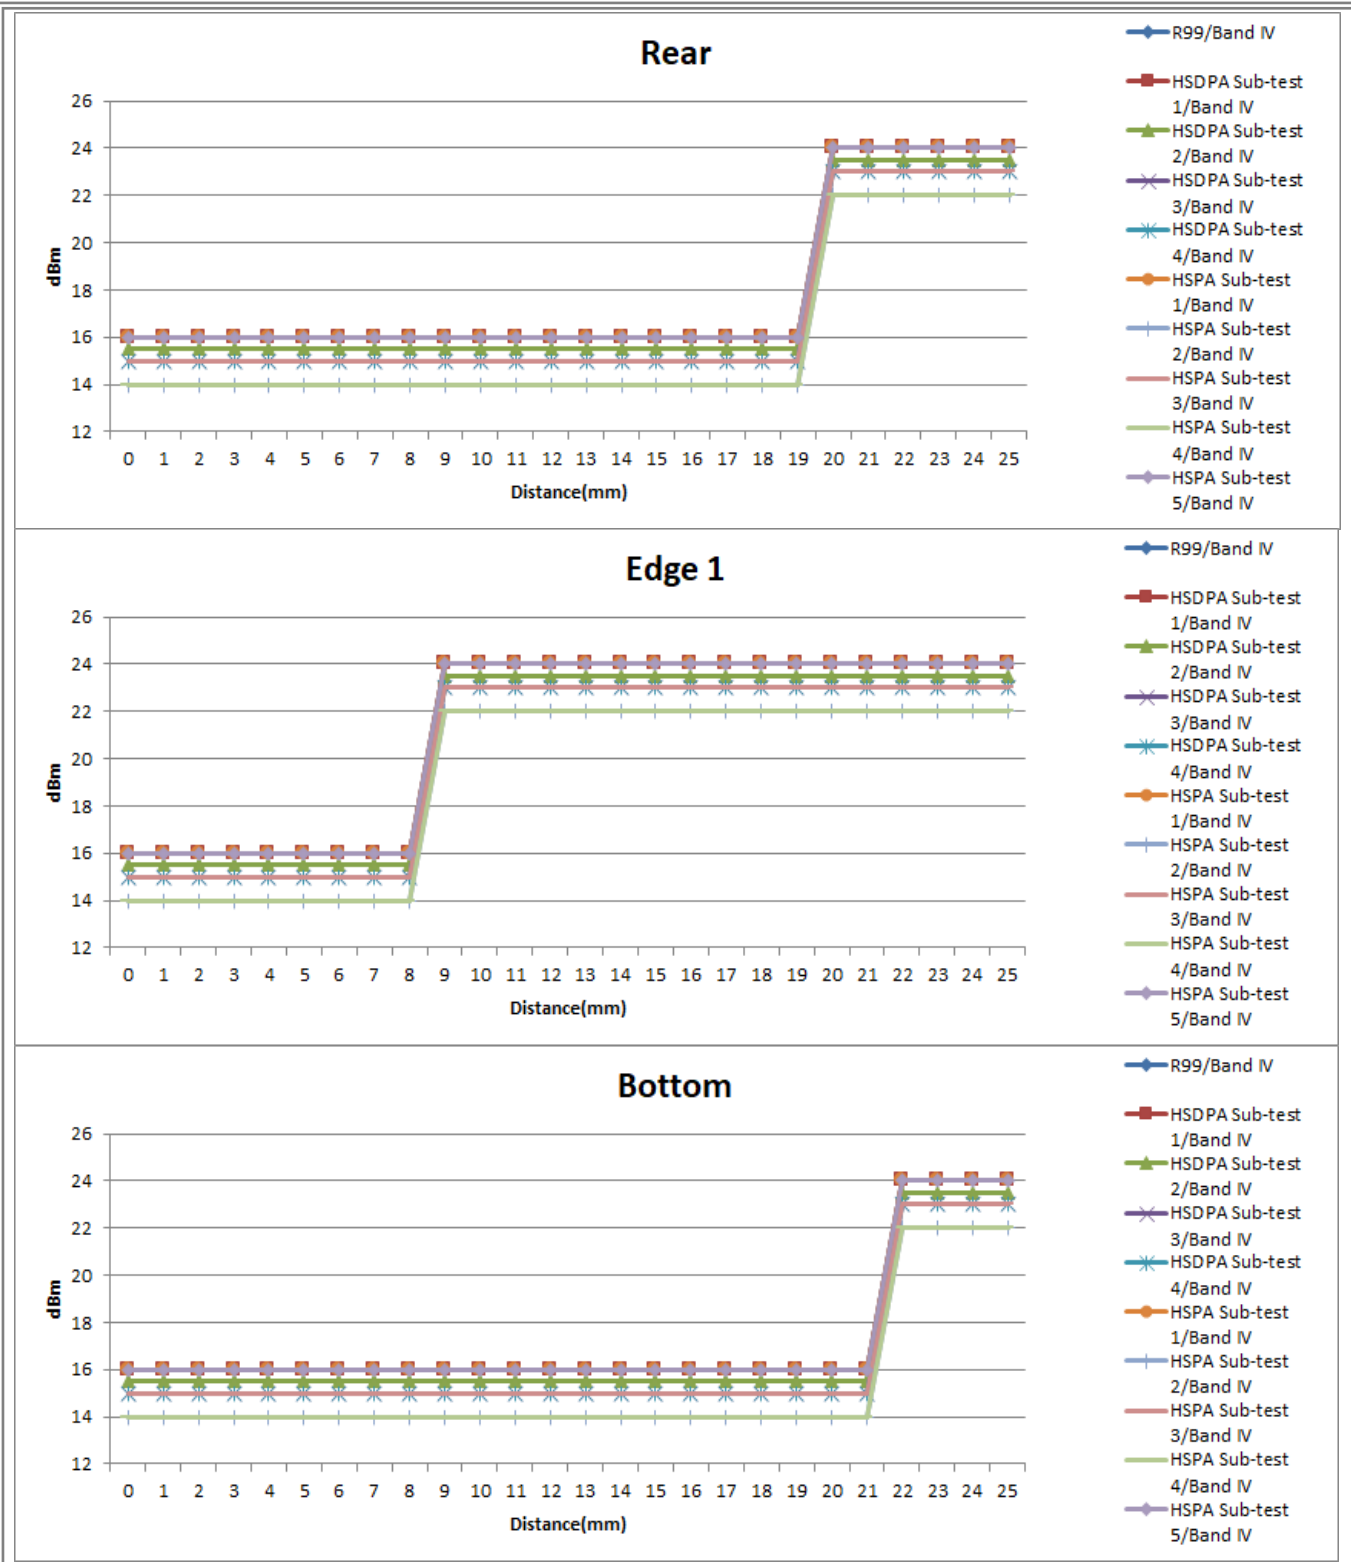 Rear
26
24
22
20
18
16
14
12
dBm
0 1 2 3 4 5 6 7 8 9 10 11 12 13 14 15 16 17 18 19 20 21 22 23 24 25
Distance(mm)
R99/Band IV
HSDPA Sub-test
1/Band IV
HSDPA Sub-test
2/Band IV
HSDPA Sub-test
3/Band IV
HSDPA Sub-test
4/Band IV
HSPA Sub-test
1/Band IV
HSPA Sub-test
2/Band IV
HSPA Sub-test
3/Band IV
HSPA Sub-test
4/Band IV
HSPA Sub-test
5/Band IV
Edge 1
26
24
22
20
18
16
14
12
dBm
0 1 2 3 4 5 6 7 8 9 10 11 12 13 14 15 16 17 18 19 20 21 22 23 24 25
Distance(mm)
R99/Band IV
HSDPA Sub-test
1/Band IV
HSDPA Sub-test
2/Band IV
HSDPA Sub-test
3/Band IV
HSDPA Sub-test
4/Band IV
HSPA Sub-test
1/Band IV
HSPA Sub-test
2/Band IV
HSPA Sub-test
3/Band IV
HSPA Sub-test
4/Band IV
HSPA Sub-test
5/Band IV
Bottom
26
24
22
20
18
16
14
12
dBm
0 1 2 3 4 5 6 7 8 9 10 11 12 13 14 15 16 17 18 19 20 21 22 23 24 25
Distance(mm)
R99/Band IV
HSDPA Sub-test
1/Band IV
HSDPA Sub-test
2/Band IV
HSDPA Sub-test
3/Band IV
HSDPA Sub-test
4/Band IV
HSPA Sub-test
1/Band IV
HSPA Sub-test
2/Band IV
HSPA Sub-test
3/Band IV
HSPA Sub-test
4/Band IV
HSPA Sub-test
5/Band IV